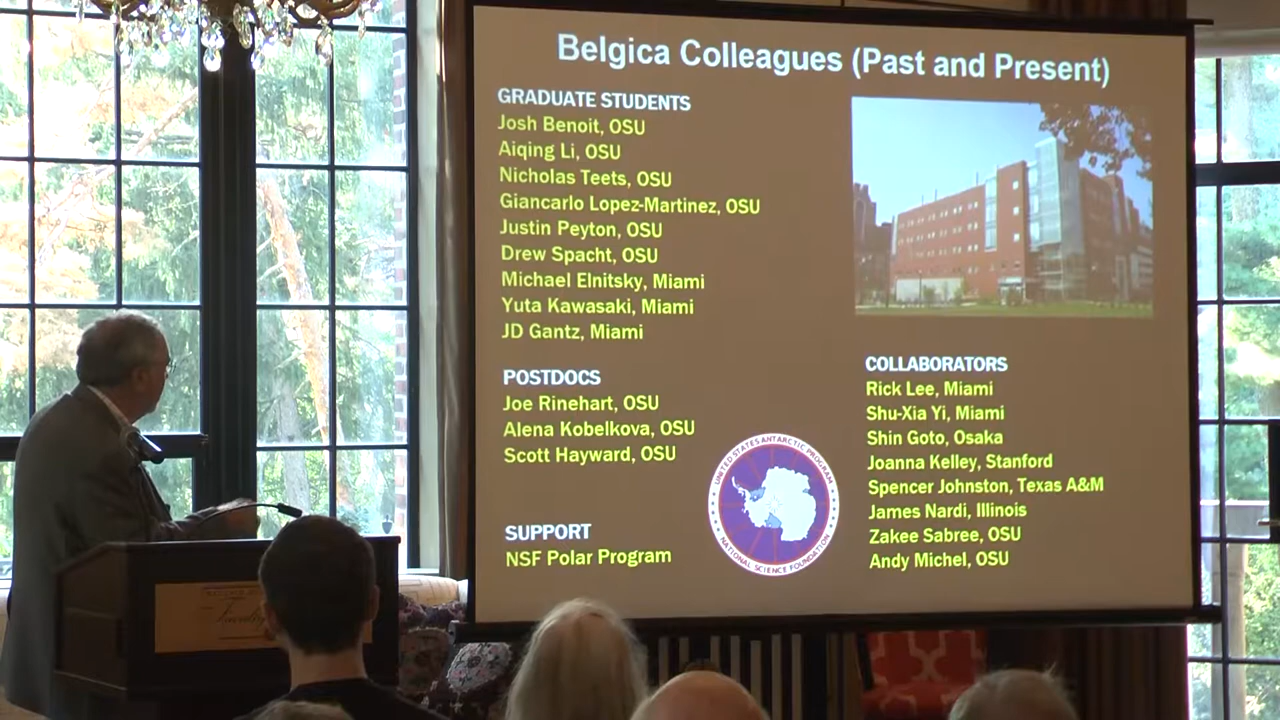 Belgica Colleagues (Past and Present)
GRADUATE STUDENTS
Josh Benoit, OSU
Aiqing Li, OSU
Nicholas Teets, OSU
Giancarlo Lopez-Martinez, OSU
Justin Peyton, OSU
Drew Spacht, OSU
Michael Elnitsky, Miami
Yuta Kawasaki, Miami
JD Gantz, Miami
POSTDOCS
Joe Rinehart, OSU
Alena Kobelkova, OSU
Scott Hayward, OSU
SUPPORT
NSF Polar Program
UNITED STATES ANTARCTIC PROGRAM
NATIONAL SCIENCE FOUNDATION
COLLABORATORS
Rick Lee, Miami
Shu-Xia Yi, Miami
Shin Goto, Osaka
Joanna Kelley, Stanford
Spencer Johnston, Texas A&M
James Nardi, Illinois
Zakee Sabree, OSU
Andy Michel, OSU